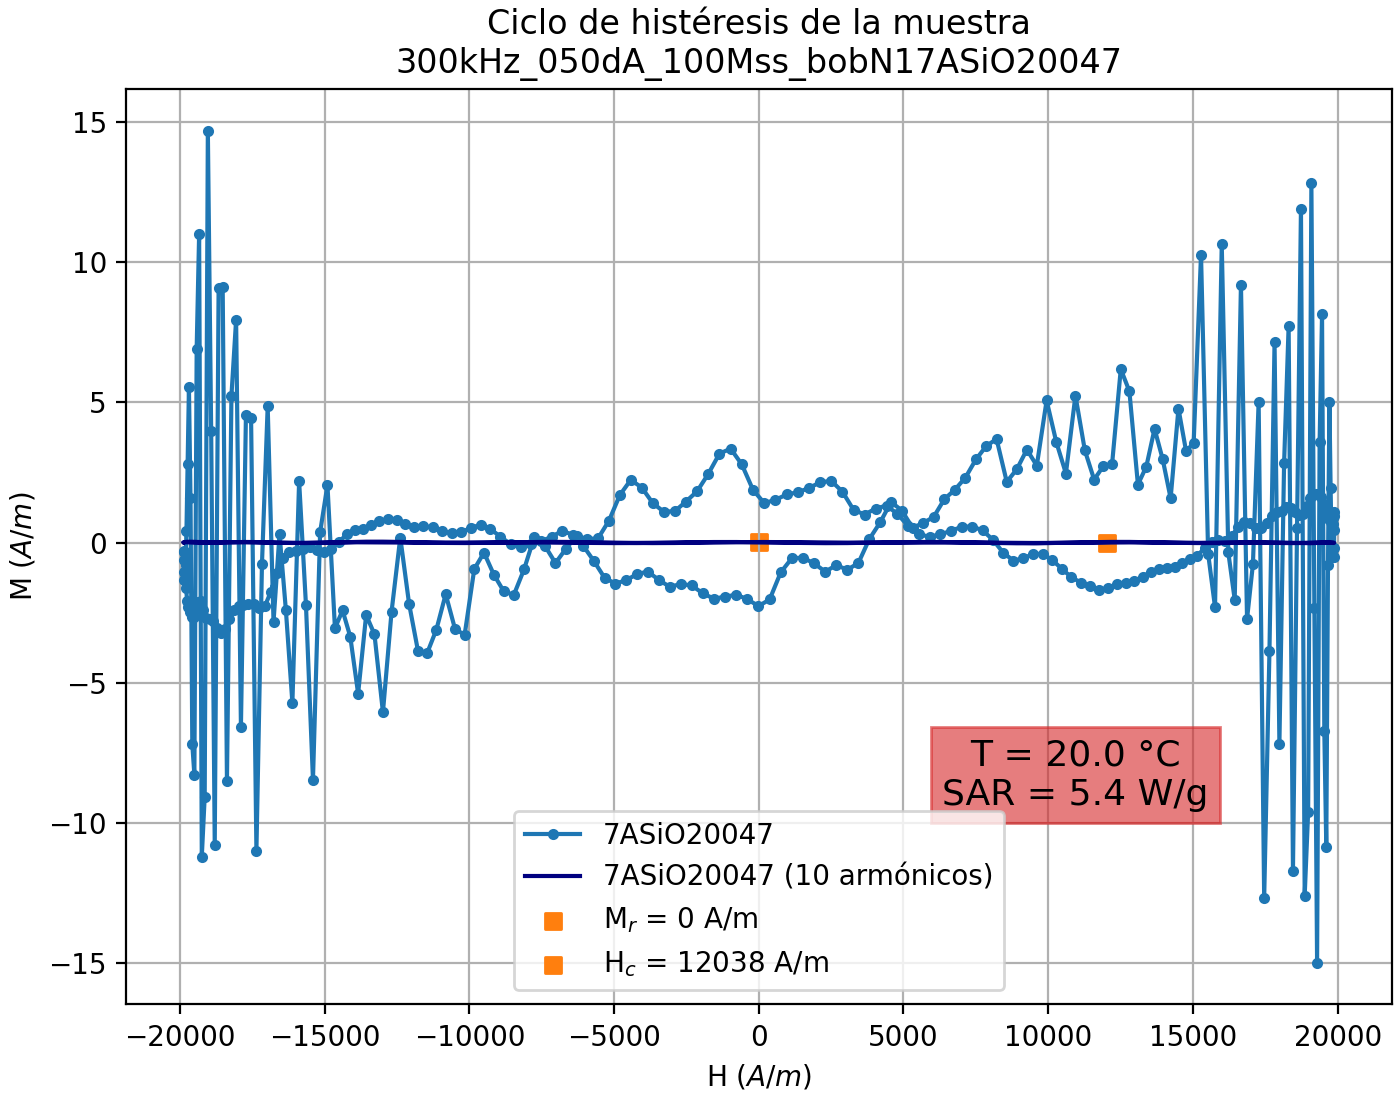 Ciclo de histéresis de la muestra
300kHz_050dA_100Mss_bobN17ASiO20047
15
10
5
0
−5
−10
−15
M (A/m)
T = 20.0 °C
SAR = 5.4 W/g
7ASiO20047
7ASiO20047 (10 armónicos)
Mᵣ = 0 A/m
H_c = 12038 A/m
−20000 −15000 −10000 −5000 0 5000 10000 15000 20000
H (A/m)